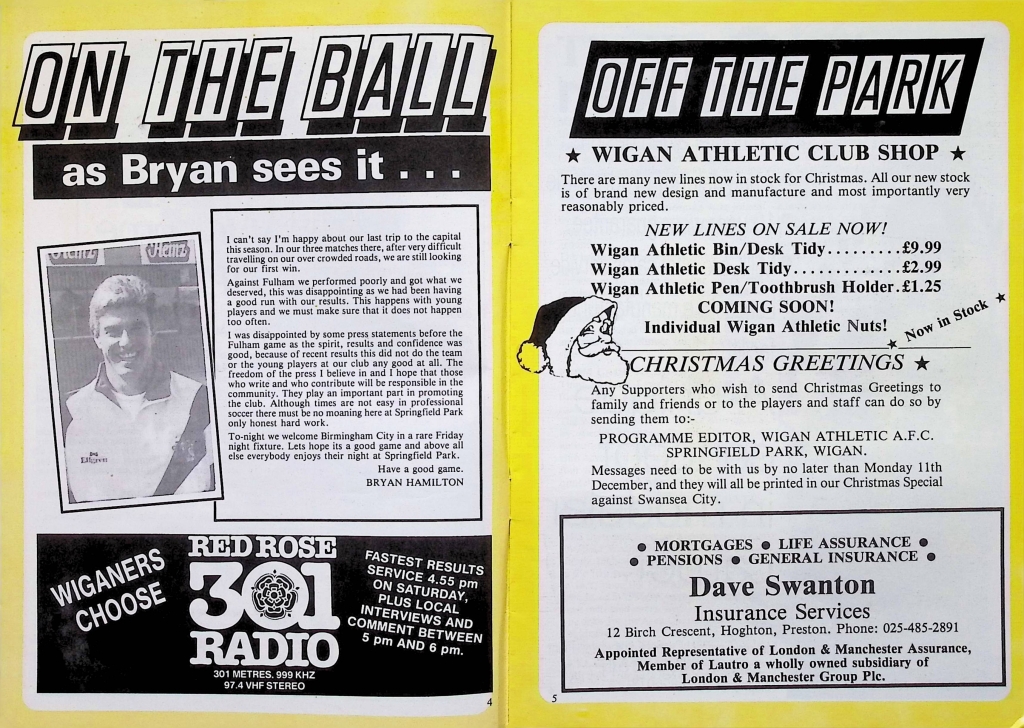 ON THE BALL
as Bryan sees it . . .
Heinz
Heinz
I can't say I'm happy about our last trip to the capital
this season. In our three matches there, after very difficult
travelling on our over crowded roads, we are still looking
for our first win.
Against Fulham we performed poorly and got what we
deserved, this was disappointing as we had been having
a good run with our results. This happens with young
players and we must make sure that it does not happen
too often.
I was disappointed by some press statements before the
Fulham game as the spirit, results and confidence was
good, because of recent results this did not do the team
or the young players at our club any good at all. The
freedom of the press I believe in and I hope that those
who write and who contribute will be responsible in the
community. They play an important part in promoting
the club. Although times are not easy in professional
soccer there must be no moaning here at Springfield Park
only honest hard work.
To-night we welcome Birmingham City in a rare Friday
night fixture. Lets hope its a good game and above all
else everybody enjoys their night at Springfield Park.
Have a good game.
BRYAN HAMILTON
WIGANERS
CHOOSE
RED ROSE
301
RADIO
301 METRES. 999 KHZ
97.4 VHF STEREO
FASTEST RESULTS
SERVICE 4.55 pm
ON SATURDAY,
PLUS LOCAL
INTERVIEWS AND
COMMENT BETWEEN
5 pm AND 6 pm.
4
OFF THE PARK
★ WIGAN ATHLETIC CLUB SHOP ★
There are many new lines now in stock for Christmas. All our new stock
is of brand new design and manufacture and most importantly very
reasonably priced.
NEW LINES ON SALE NOW!
Wigan Athletic Bin/Desk Tidy.........£9.99
Wigan Athletic Desk Tidy............£2.99
Wigan Athletic Pen/Toothbrush Holder.£1.25
COMING SOON!
Individual Wigan Athletic Nuts!
★ Now in Stock ★
CHRISTMAS GREETINGS ★
Any Supporters who wish to send Christmas Greetings to
family and friends or to the players and staff can do so by
sending them to:-
PROGRAMME EDITOR, WIGAN ATHLETIC A.F.C.
SPRINGFIELD PARK, WIGAN.
Messages need to be with us by no later than Monday 11th
December, and they will all be printed in our Christmas Special
against Swansea City.
● MORTGAGES ● LIFE ASSURANCE ●
● PENSIONS ● GENERAL INSURANCE ●
Dave Swanton
Insurance Services
12 Birch Crescent, Hoghton, Preston. Phone: 025-485-2891
Appointed Representative of London & Manchester Assurance,
Member of Lautro a wholly owned subsidiary of
London & Manchester Group Plc.
5